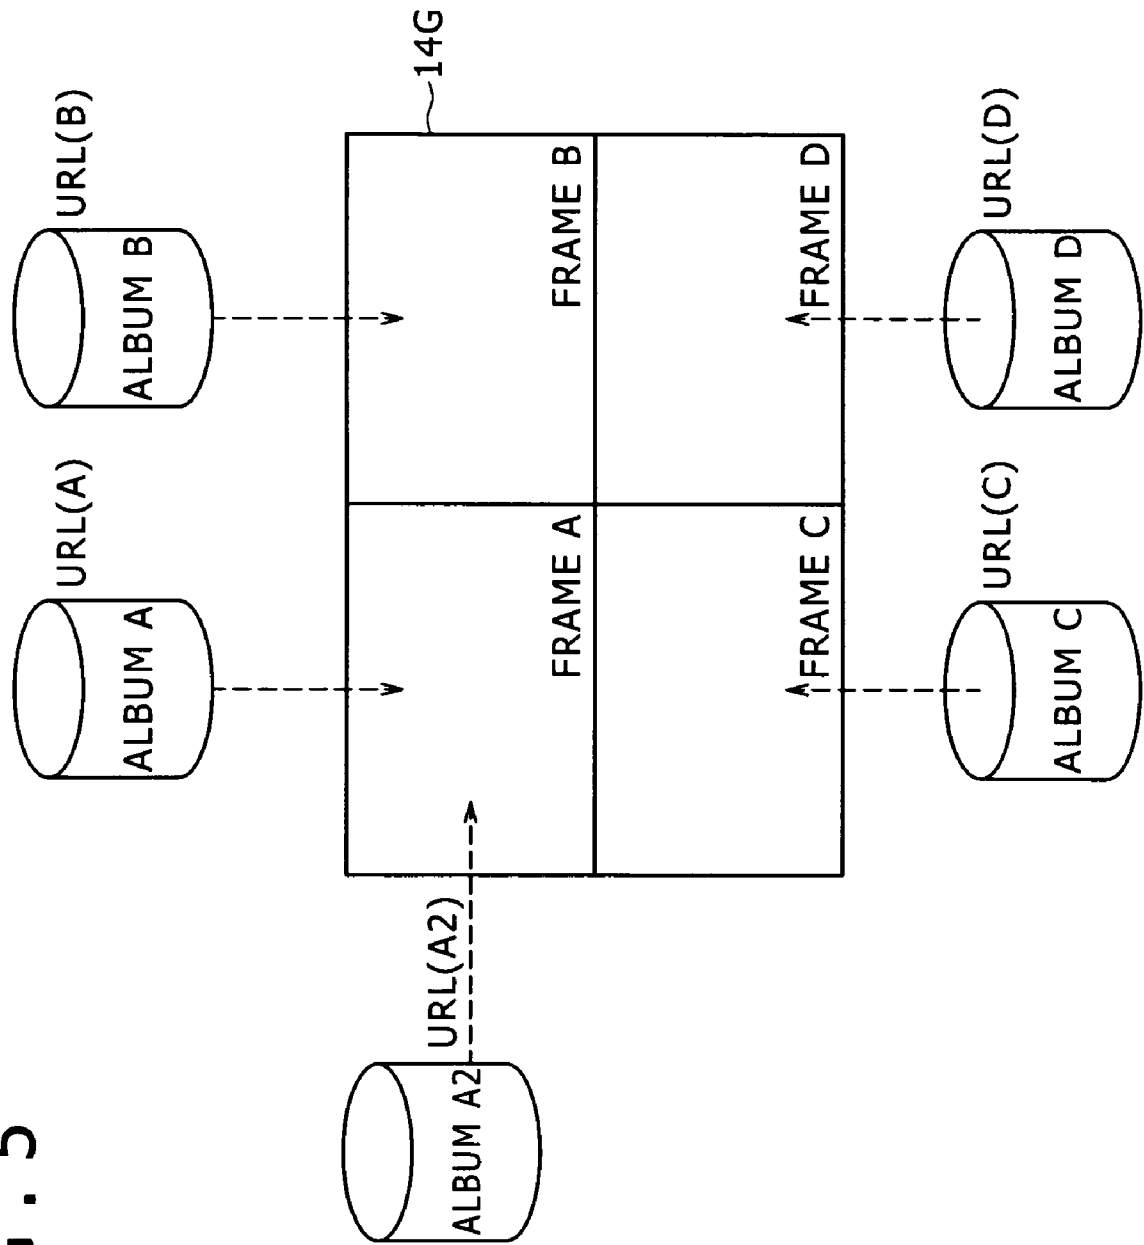 URL(A)
URL(B)
ALBUM A
ALBUM B
14G
URL(A2)
ALBUM A2
FRAME A
FRAME B
FRAME C
FRAME D
URL(C)
URL(D)
ALBUM C
ALBUM D